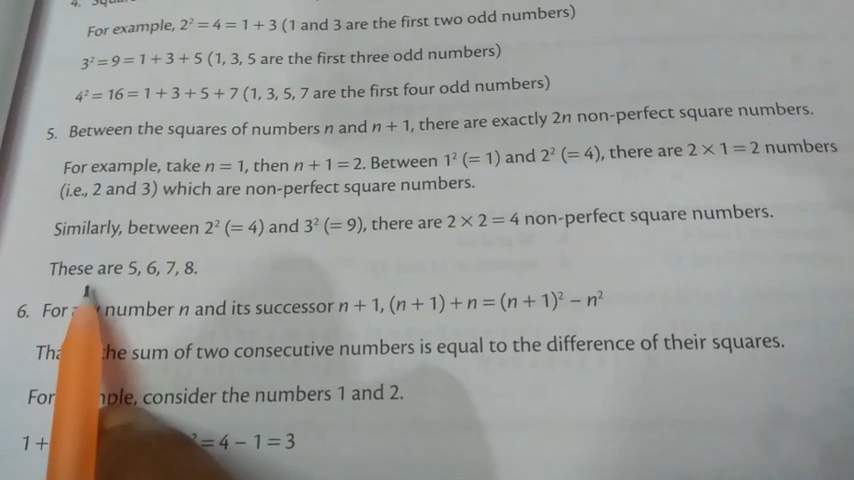 4. Squar
For example, 2² = 4 = 1 + 3 (1 and 3 are the first two odd numbers)
3² = 9 = 1 + 3 + 5 (1, 3, 5 are the first three odd numbers)
4² = 16 = 1 + 3 + 5 + 7 (1, 3, 5, 7 are the first four odd numbers)
5. Between the squares of numbers n and n + 1, there are exactly 2n non-perfect square numbers.
For example, take n = 1, then n + 1 = 2. Between 1² (= 1) and 2² (= 4), there are 2 × 1 = 2 numbers
(i.e., 2 and 3) which are non-perfect square numbers.
Similarly, between 2² (= 4) and 3² (= 9), there are 2 × 2 = 4 non-perfect square numbers.
These are 5, 6, 7, 8.
6. For number n and its successor n + 1, (n + 1) + n = (n + 1)² − n²
the sum of two consecutive numbers is equal to the difference of their squares.
For consider the numbers 1 and 2.
1 + ² = 4 − 1 = 3